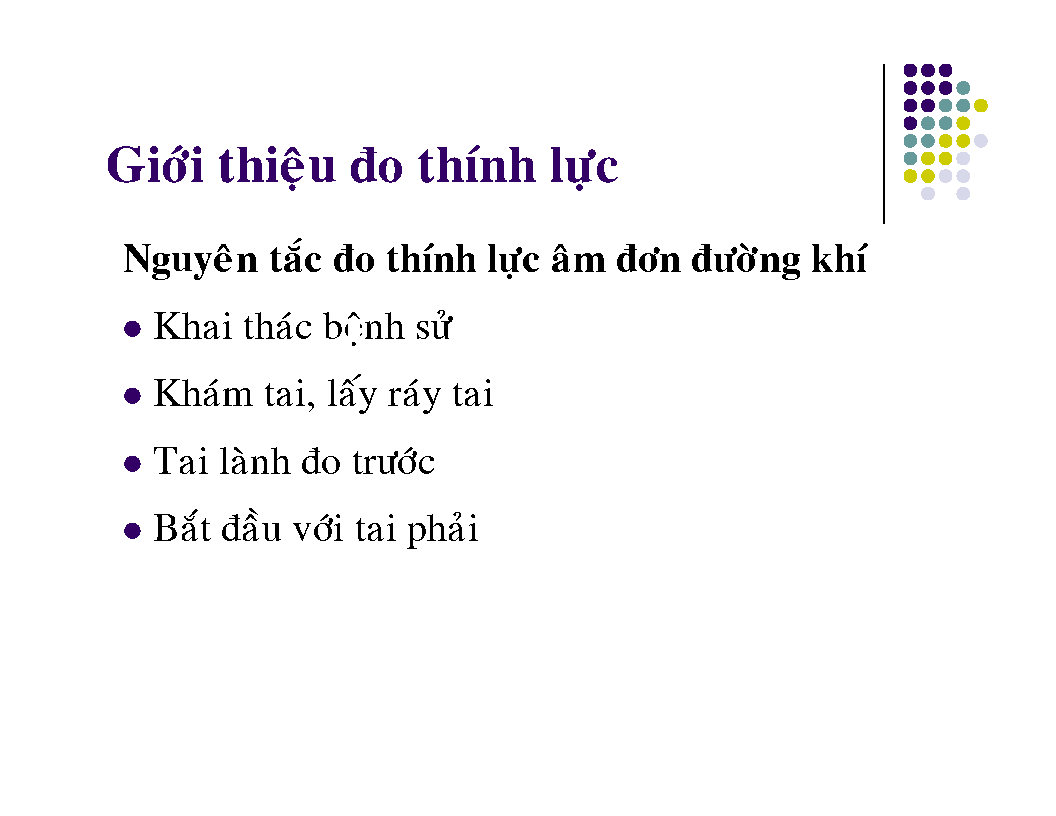 Giới thiệu đo thính lực
Nguyên tắc đo thính lực âm đơn đường khí
Khai thác bệnh sử
Khám tai, lấy ráy tai
Tai lành đo trước
Bắt đầu với tai phải